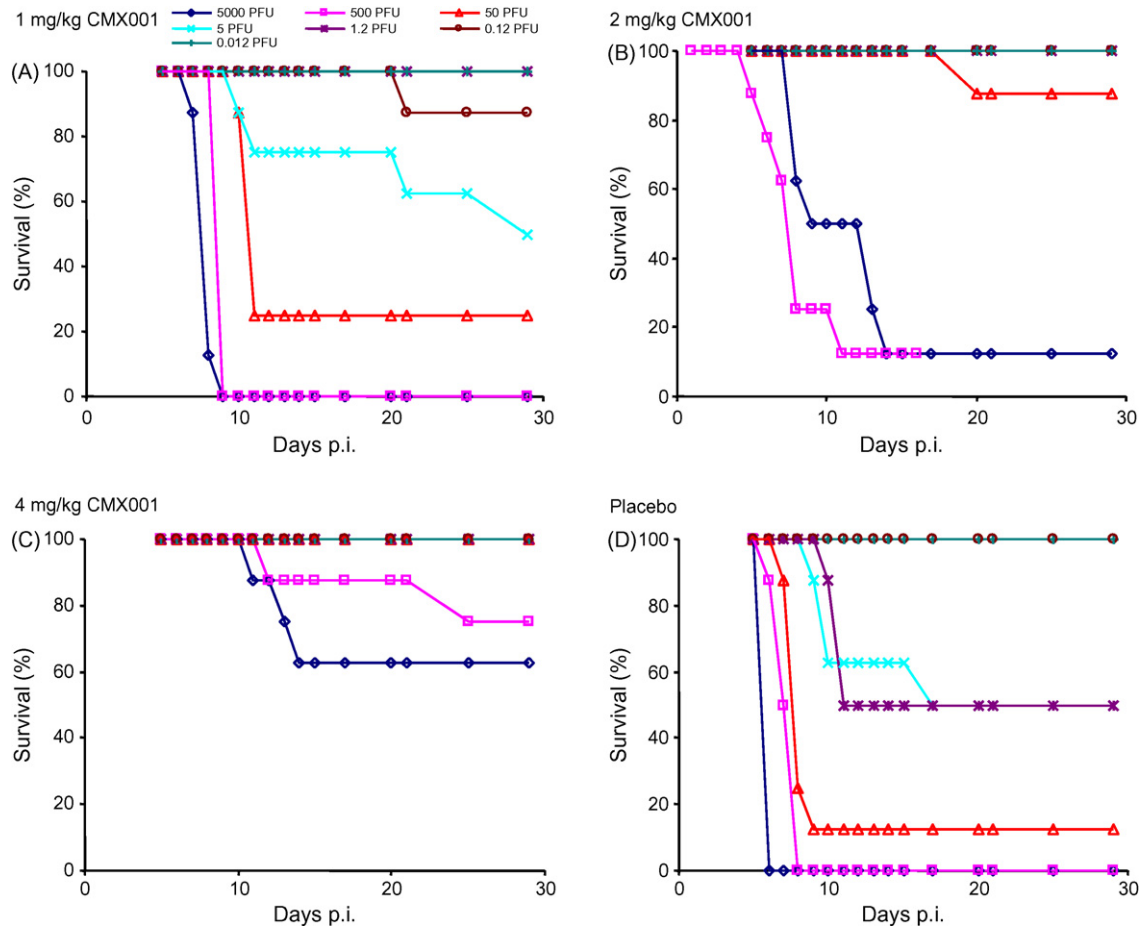 1 mg/kg CMX001
5000 PFU 500 PFU 50 PFU
5 PFU 1.2 PFU 0.12 PFU
0.012 PFU
(A)
100
80
60
40
20
0
0 10 20 30
Survival (%)
Days p.i.
2 mg/kg CMX001
(B)
100
80
60
40
20
0
0 10 20 30
Survival (%)
Days p.i.
4 mg/kg CMX001
(C)
100
80
60
40
20
0
0 10 20 30
Survival (%)
Days p.i.
Placebo
(D)
100
80
60
40
20
0
0 10 20 30
Survival (%)
Days p.i.